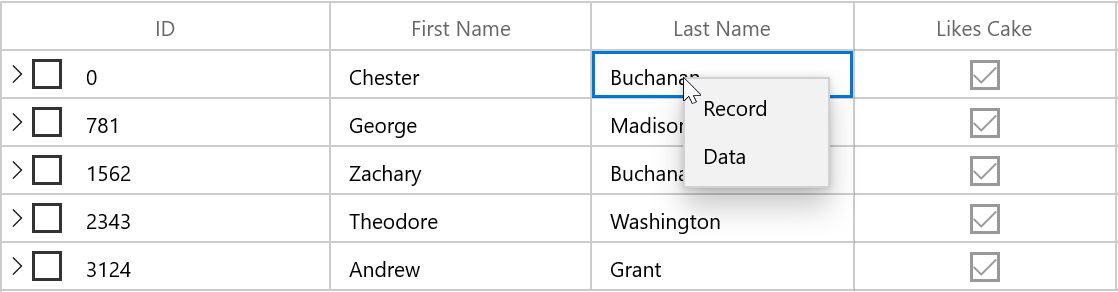 ID First Name Last Name Likes Cake
0 Chester Buchanan
Record
781 George Madison
Data
1562 Zachary
2343 Theodore Washington
3124 Andrew Grant